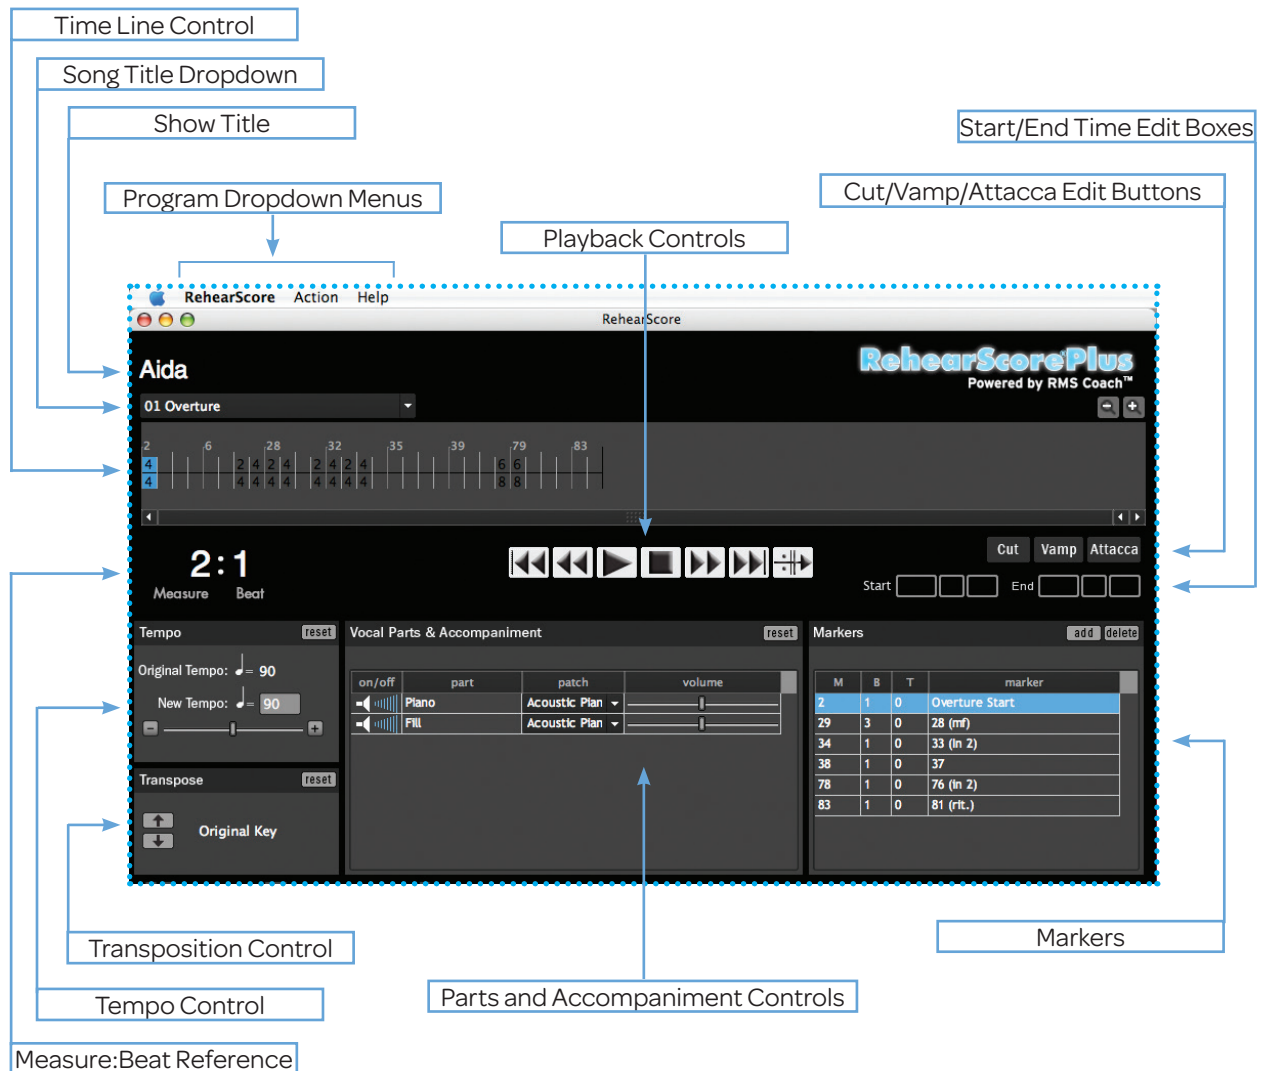 Time Line Control
Song Title Dropdown
Show Title
Start/End Time Edit Boxes
Program Dropdown Menus
Cut/Vamp/Attacca Edit Buttons
Playback Controls
RehearScore Action Help
RehearScore
Aida
RehearScore Plus
Powered by RMS Coach™
01 Overture
2 6 28 32 35 39 79 83
4 2 4 2 4 2 4 2 4 6 6
4 4 4 4 4 4 4 4 4 8 8
2:1
Measure Beat
Cut Vamp Attacca
Start End
Tempo reset
Original Tempo: ♩= 90
New Tempo: ♩= 90
- +
Transpose reset
Original Key
Vocal Parts & Accompaniment reset
on/off part patch volume
Piano Acoustic Pian
Fill Acoustic Pian
Markers add delete
M B T marker
2 1 0 Overture Start
29 3 0 28 (mf)
34 1 0 33 (in 2)
38 1 0 37
78 1 0 76 (in 2)
83 1 0 81 (rit.)
Transposition Control
Markers
Tempo Control
Parts and Accompaniment Controls
Measure:Beat Reference